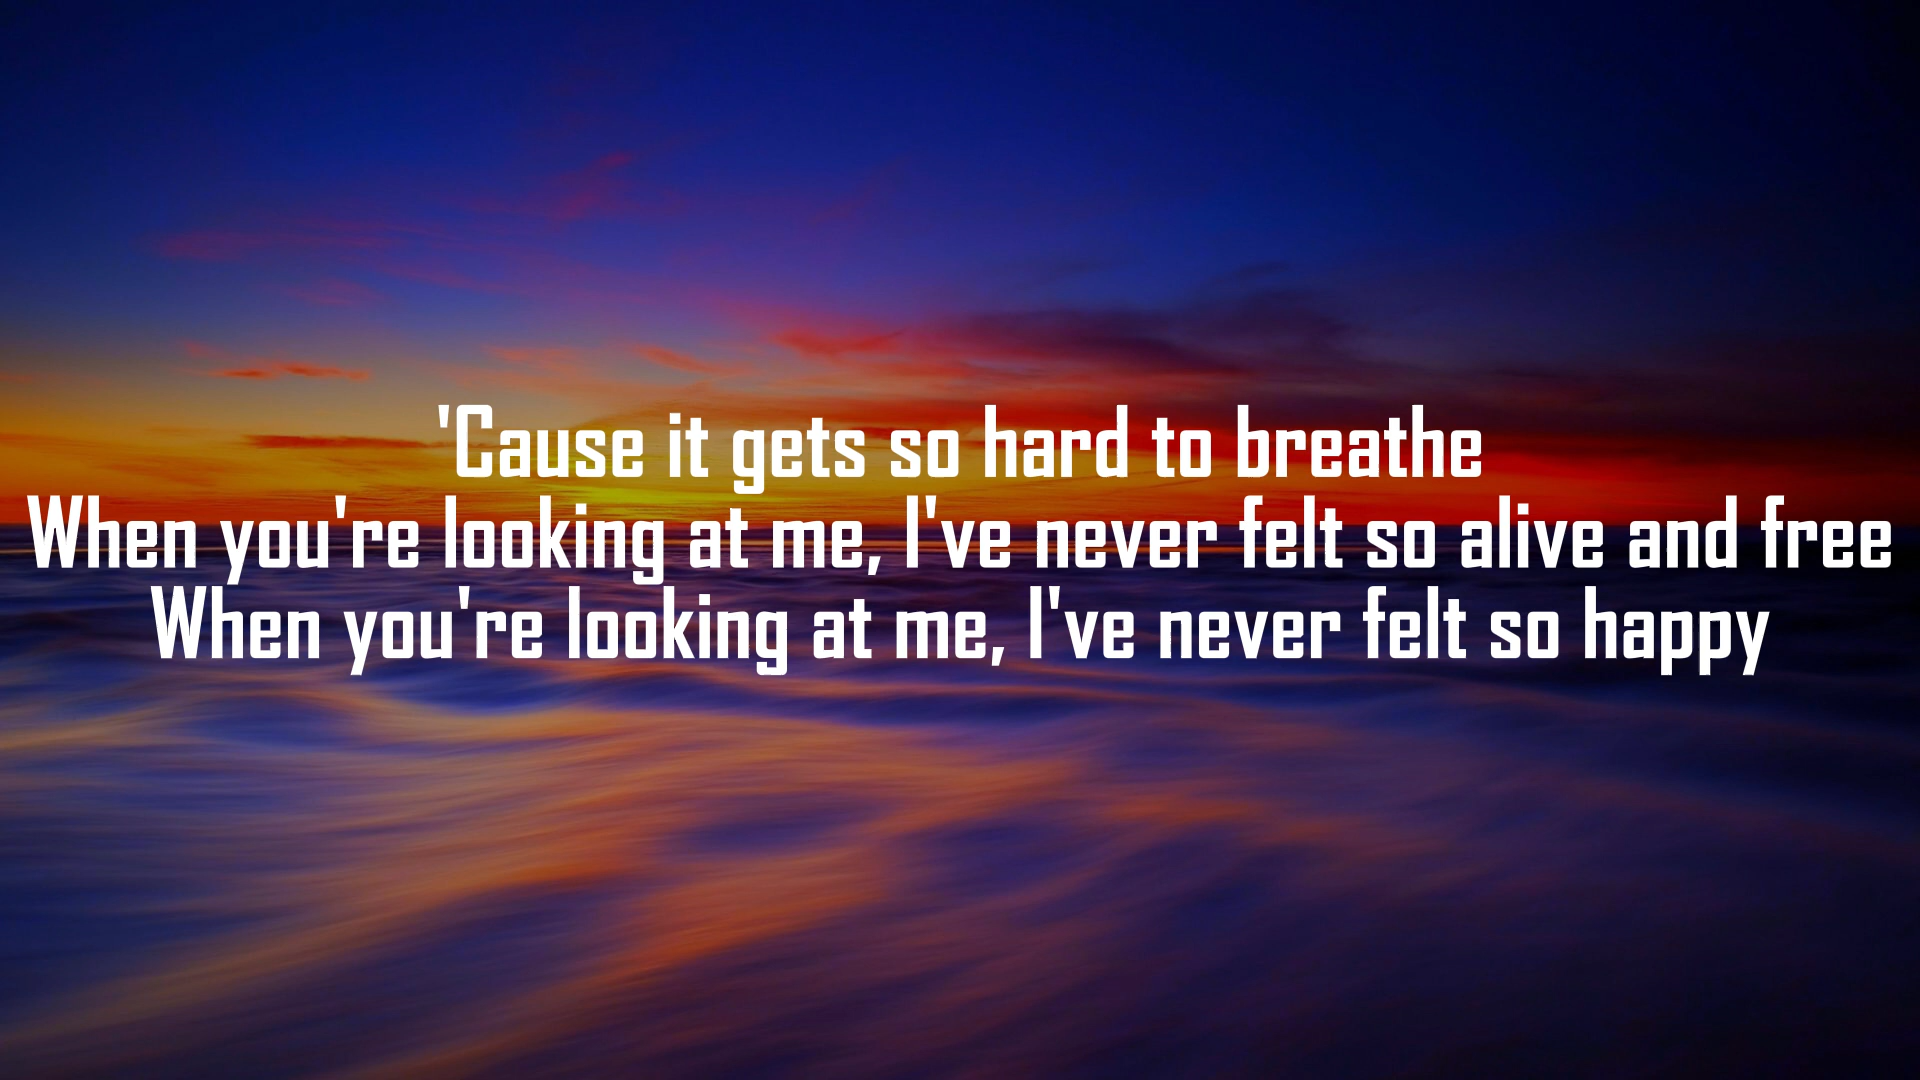 'Cause it gets so hard to breathe
When you're looking at me, I've never felt so alive and free
When you're looking at me, I've never felt so happy